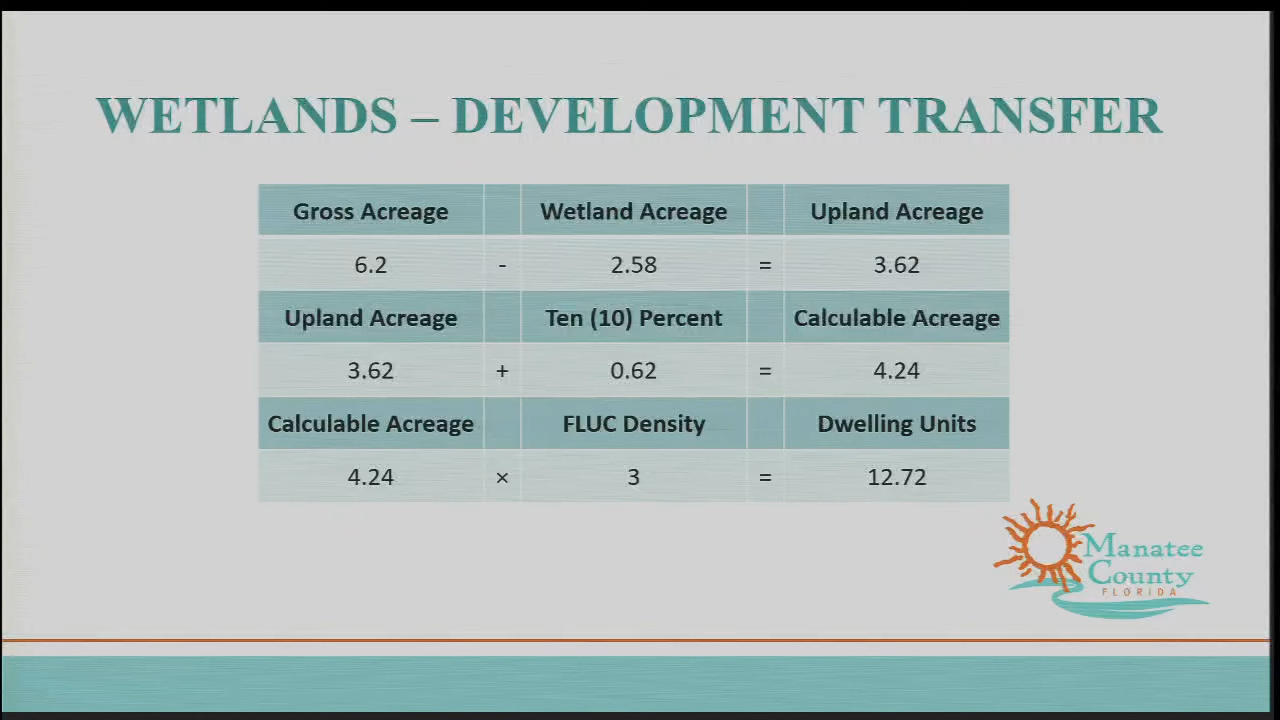 WETLANDS – DEVELOPMENT TRANSFER
Gross Acreage Wetland Acreage Upland Acreage
6.2 - 2.58 = 3.62
Upland Acreage Ten (10) Percent Calculable Acreage
3.62 + 0.62 = 4.24
Calculable Acreage FLUC Density Dwelling Units
4.24 × 3 = 12.72
Manatee
County
FLORIDA